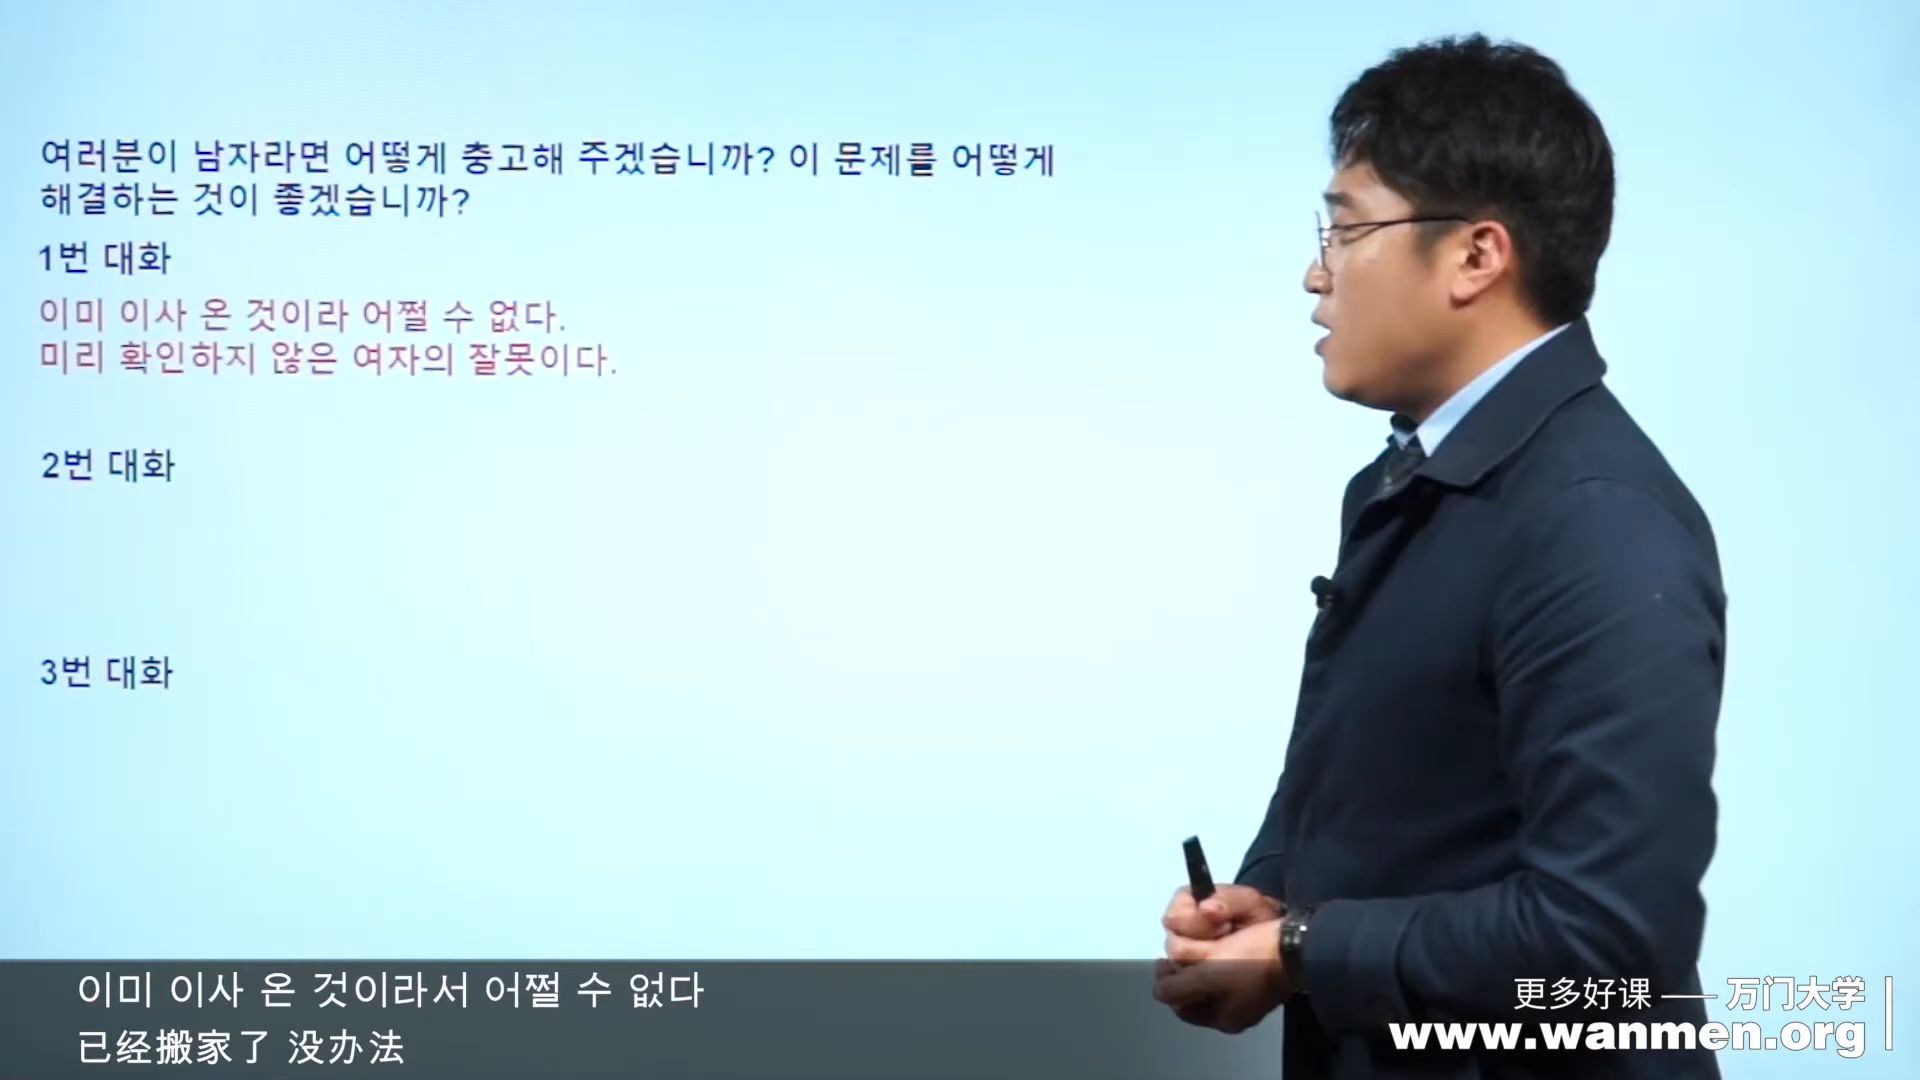 여러분이 남자라면 어떻게 충고해 주겠습니까? 이 문제를 어떻게
해결하는 것이 좋겠습니까?
1번 대화
이미 이사 온 것이라 어쩔 수 없다.
미리 확인하지 않은 여자의 잘못이다.
2번 대화
3번 대화
이미 이사 온 것이라서 어쩔 수 없다
已经搬家了 没办法
更多好课 —— 万门大学
www.wanmen.org